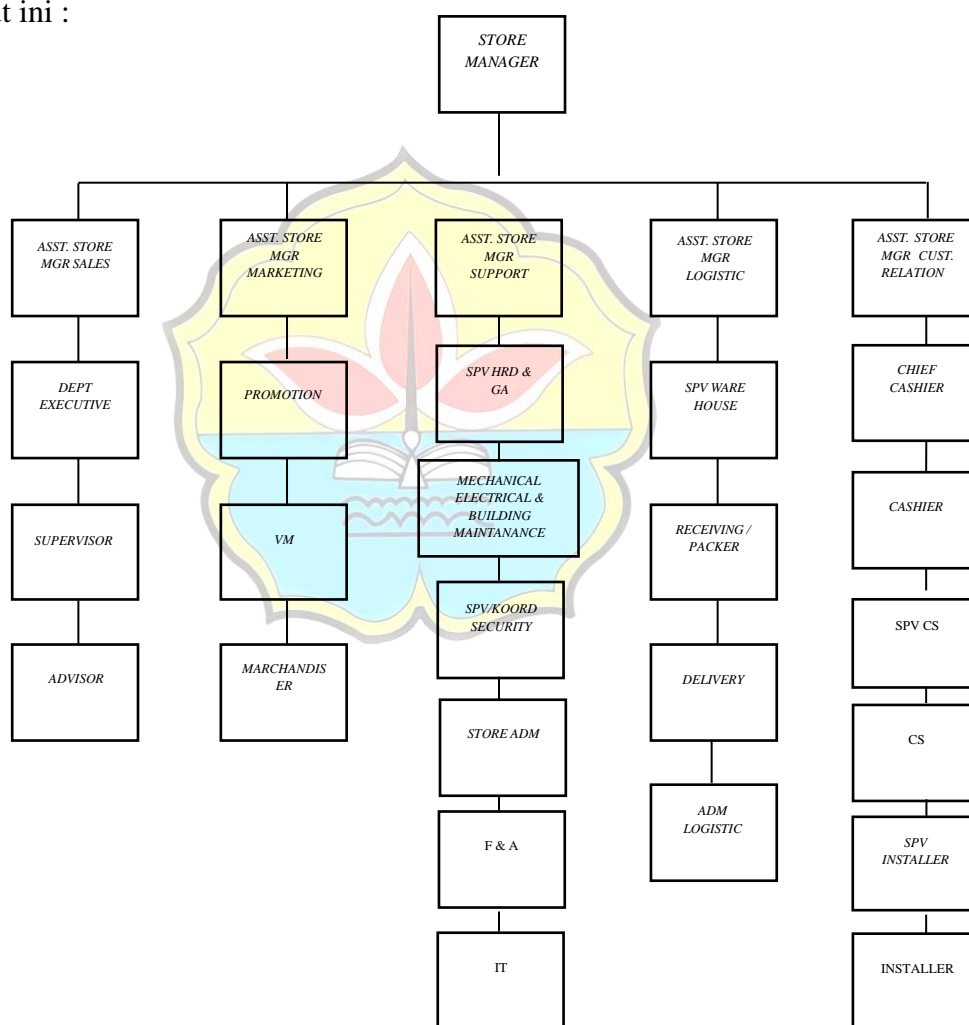 ut ini :
STORE
MANAGER
ASST. STORE
MGR SALES
ASST. STORE
MGR
MARKETING
ASST. STORE
MGR
SUPPORT
ASST. STORE
MGR
LOGISTIC
ASST. STORE
MGR CUST.
RELATION
DEPT
EXECUTIVE
PROMOTION
SPV HRD &
GA
SPV WARE
HOUSE
CHIEF
CASHIER
SUPERVISOR
VM
MECHANICAL
ELECTRICAL &
BUILDING
MAINTANANCE
RECEIVING /
PACKER
CASHIER
ADVISOR
MARCHANDIS
ER
SPV/KOORD
SECURITY
DELIVERY
SPV CS
STORE ADM
ADM
LOGISTIC
CS
F & A
SPV
INSTALLER
IT
INSTALLER